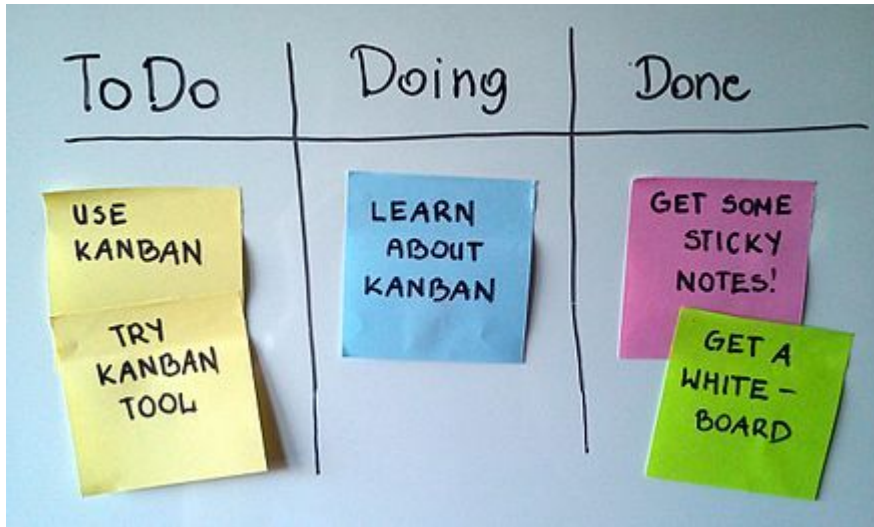 To Do
Doing
Done
USE
KANBAN
TRY
KANBAN
TOOL
LEARN
ABOUT
KANBAN
GET SOME
STICKY
NOTES!
GET A
WHITE-
BOARD